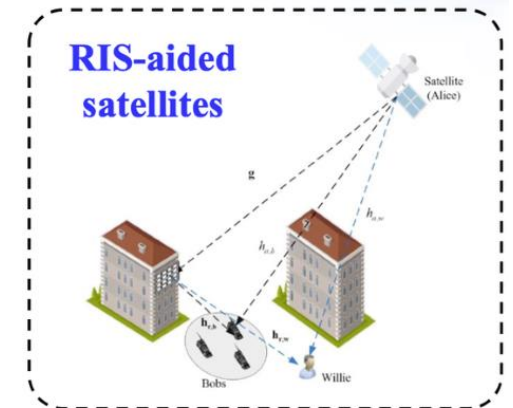 RIS-aided
satellites
Satellite
(Alice)
g
h_{a,w}
h_{a,b}
h_{r,b}
h_{r,w}
Bobs
Willie